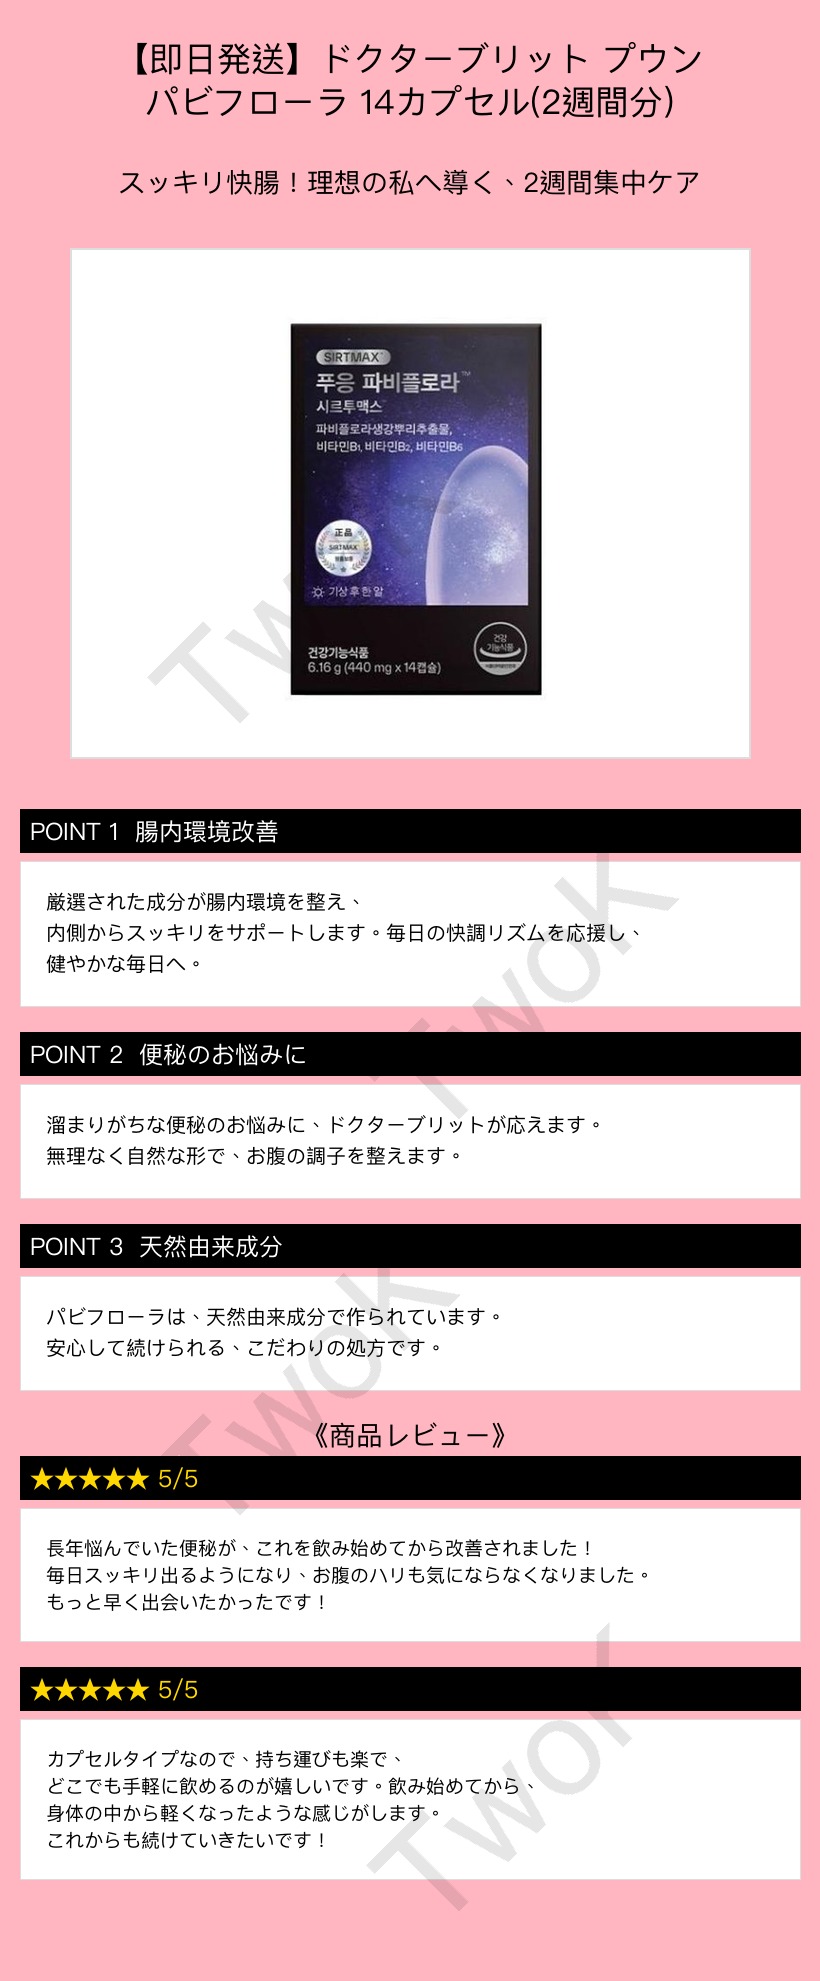 【即日発送】ドクターブリット プウン
パビフローラ 14カプセル(2週間分)
スッキリ快腸！理想の私へ導く、2週間集中ケア
SIRTMAX™
푸응 파비플로라™
시르투맥스
파비플로라생강뿌리추출물,
비타민B1, 비타민B2, 비타민B6
正品
SIRTMAX
기상 후 한 알
건강기능식품
6.16 g (440 mg x 14캡슐)
건강
기능식품
TwoK
POINT 1 腸内環境改善
厳選された成分が腸内環境を整え、
内側からスッキリをサポートします。毎日の快調リズムを応援し、
健やかな毎日へ。
TwoK
POINT 2 便秘のお悩みに
溜まりがちな便秘のお悩みに、ドクターブリットが応えます。
無理なく自然な形で、お腹の調子を整えます。
POINT 3 天然由来成分
パビフローラは、天然由来成分で作られています。
安心して続けられる、こだわりの処方です。
TwoK
《商品レビュー》
★★★★★ 5/5
長年悩んでいた便秘が、これを飲み始めてから改善されました！
毎日スッキリ出るようになり、お腹のハリも気にならなくなりました。
もっと早く出会いたかったです！
★★★★★ 5/5
カプセルタイプなので、持ち運びも楽で、
どこでも手軽に飲めるのが嬉しいです。飲み始めてから、
身体の中から軽くなったような感じがします。
これからも続けていきたいです！
TwoK